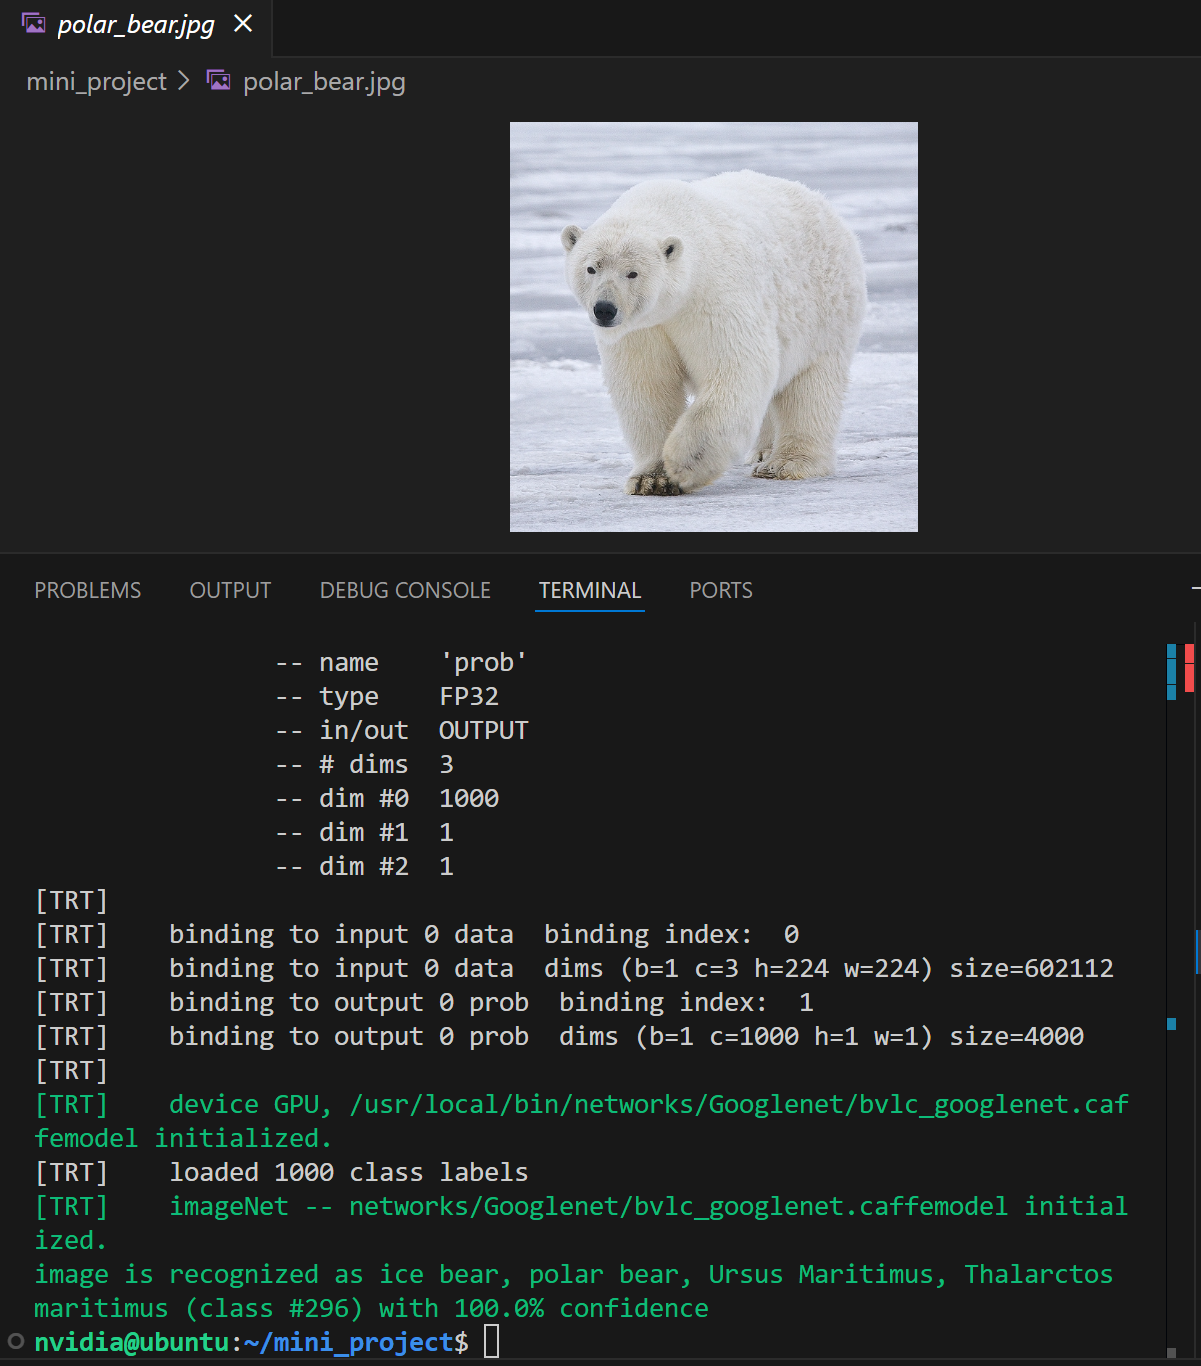 polar_bear.jpg
mini_project > polar_bear.jpg
PROBLEMS OUTPUT DEBUG CONSOLE TERMINAL PORTS
-- name 'prob'
-- type FP32
-- in/out OUTPUT
-- # dims 3
-- dim #0 1000
-- dim #1 1
-- dim #2 1
[TRT]
[TRT] binding to input 0 data binding index: 0
[TRT] binding to input 0 data dims (b=1 c=3 h=224 w=224) size=602112
[TRT] binding to output 0 prob binding index: 1
[TRT] binding to output 0 prob dims (b=1 c=1000 h=1 w=1) size=4000
[TRT]
[TRT] device GPU, /usr/local/bin/networks/Googlenet/bvlc_googlenet.caf
femodel initialized.
[TRT] loaded 1000 class labels
[TRT] imageNet -- networks/Googlenet/bvlc_googlenet.caffemodel initial
ized.
image is recognized as ice bear, polar bear, Ursus Maritimus, Thalarctos
maritimus (class #296) with 100.0% confidence
nvidia@ubuntu:~/mini_project$